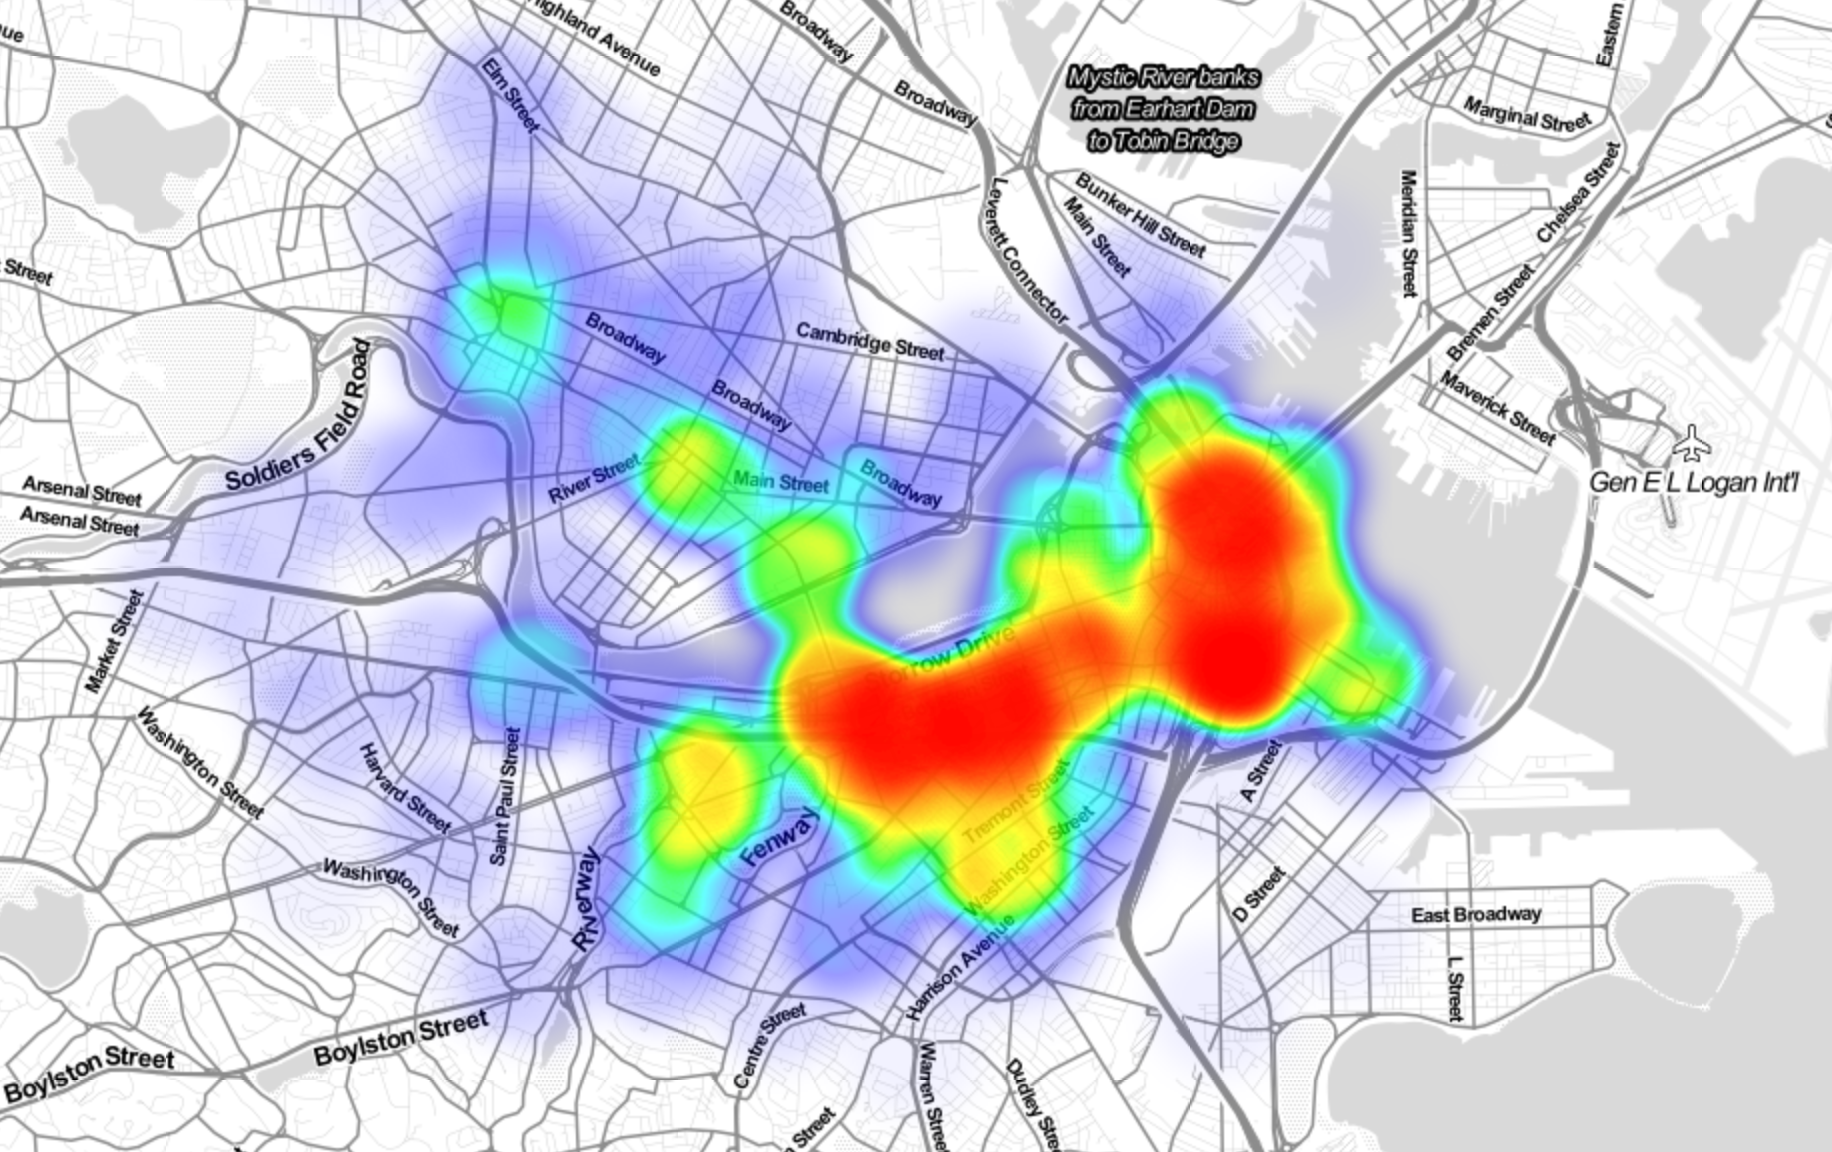 Highland Avenue
Broadway
Eastern
Elm Street
Broadway
Mystic River banks
from Earhart Dam
to Tobin Bridge
Marginal Street
Chelsea Street
Meridian Street
Bunker Hill Street
Main Street
Leverett Connector
Street
Bremen Street
Broadway
Cambridge Street
Maverick Street
Broadway
Soldiers Field Road
Gen E L Logan Int'l
River Street
Main Street
Broadway
Arsenal Street
Arsenal Street
Market Street
Storrow Drive
Washington Street
Harvard Street
Saint Paul Street
Tremont Street
A Street
Washington Street
Fenway
Riverway
Washington Street
D Street
East Broadway
Harrison Avenue
L Street
Boylston Street
Centre Street
Boylston Street
Warren Street
Dudley Stree
Street